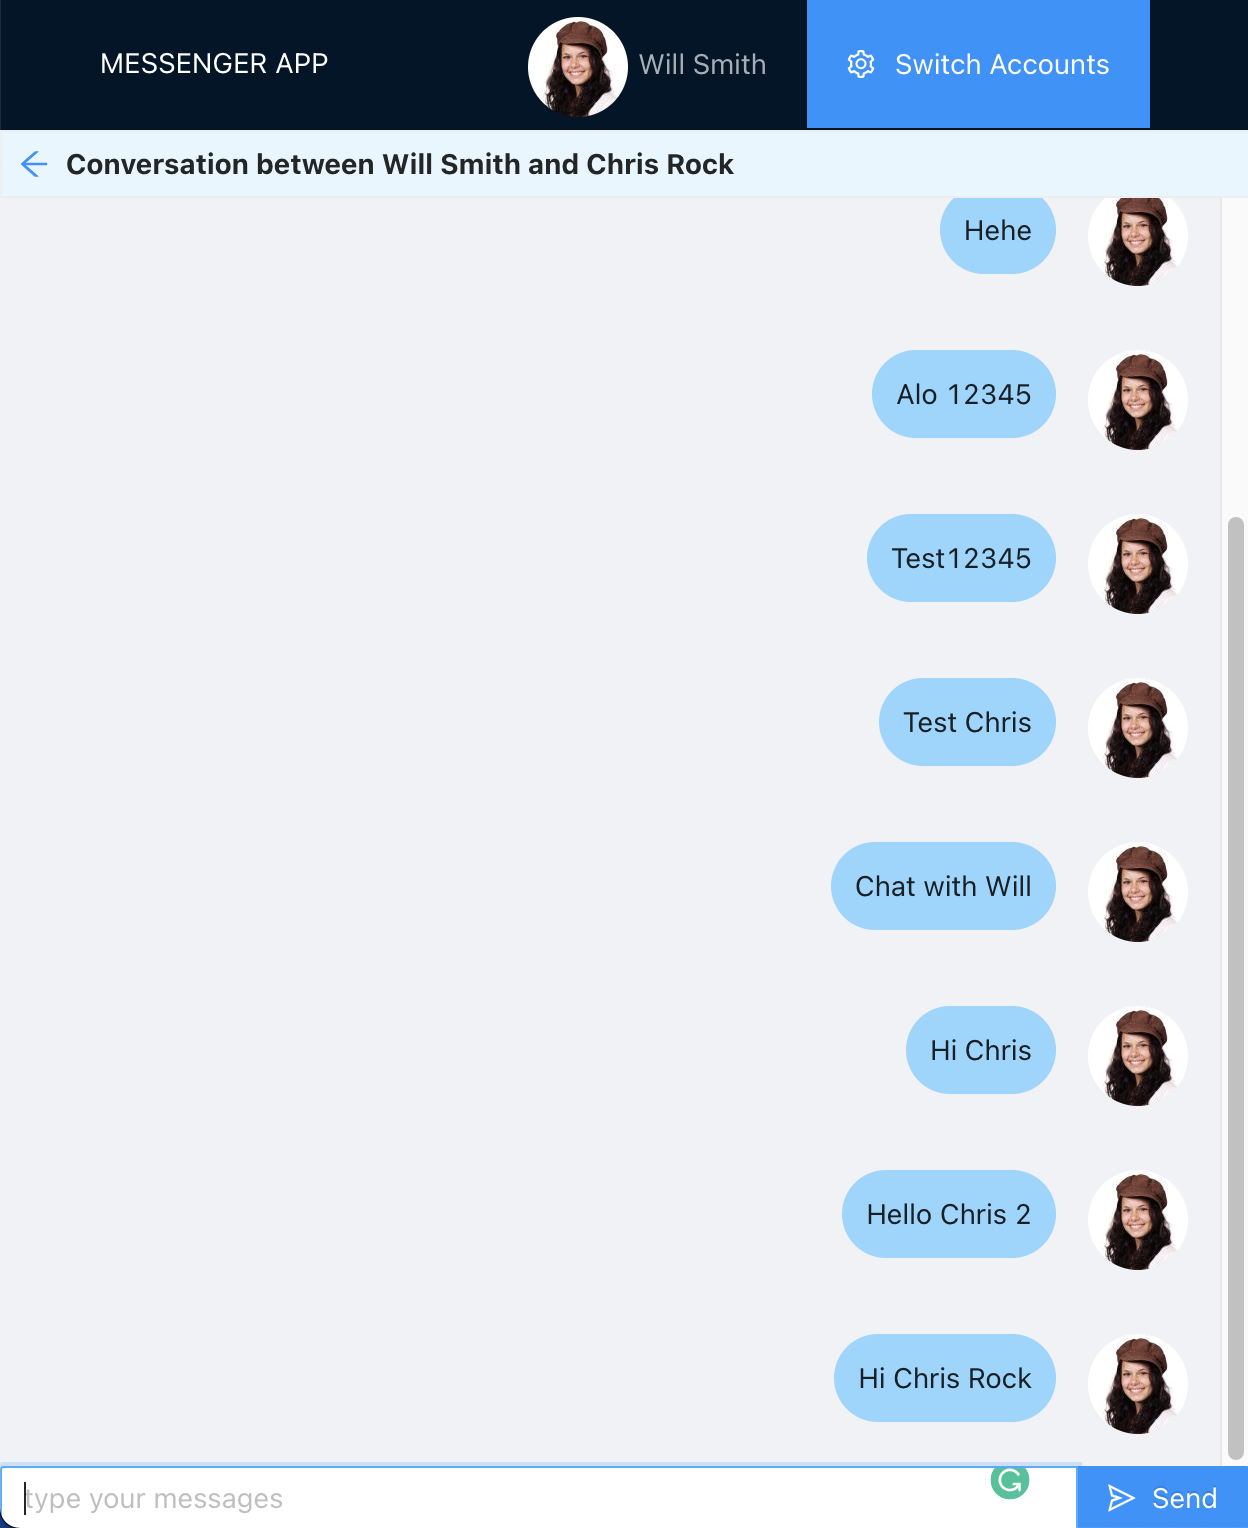 MESSENGER APP
Will Smith
Switch Accounts
Conversation between Will Smith and Chris Rock
Hehe
Alo 12345
Test12345
Test Chris
Chat with Will
Hi Chris
Hello Chris 2
Hi Chris Rock
type your messages
Send